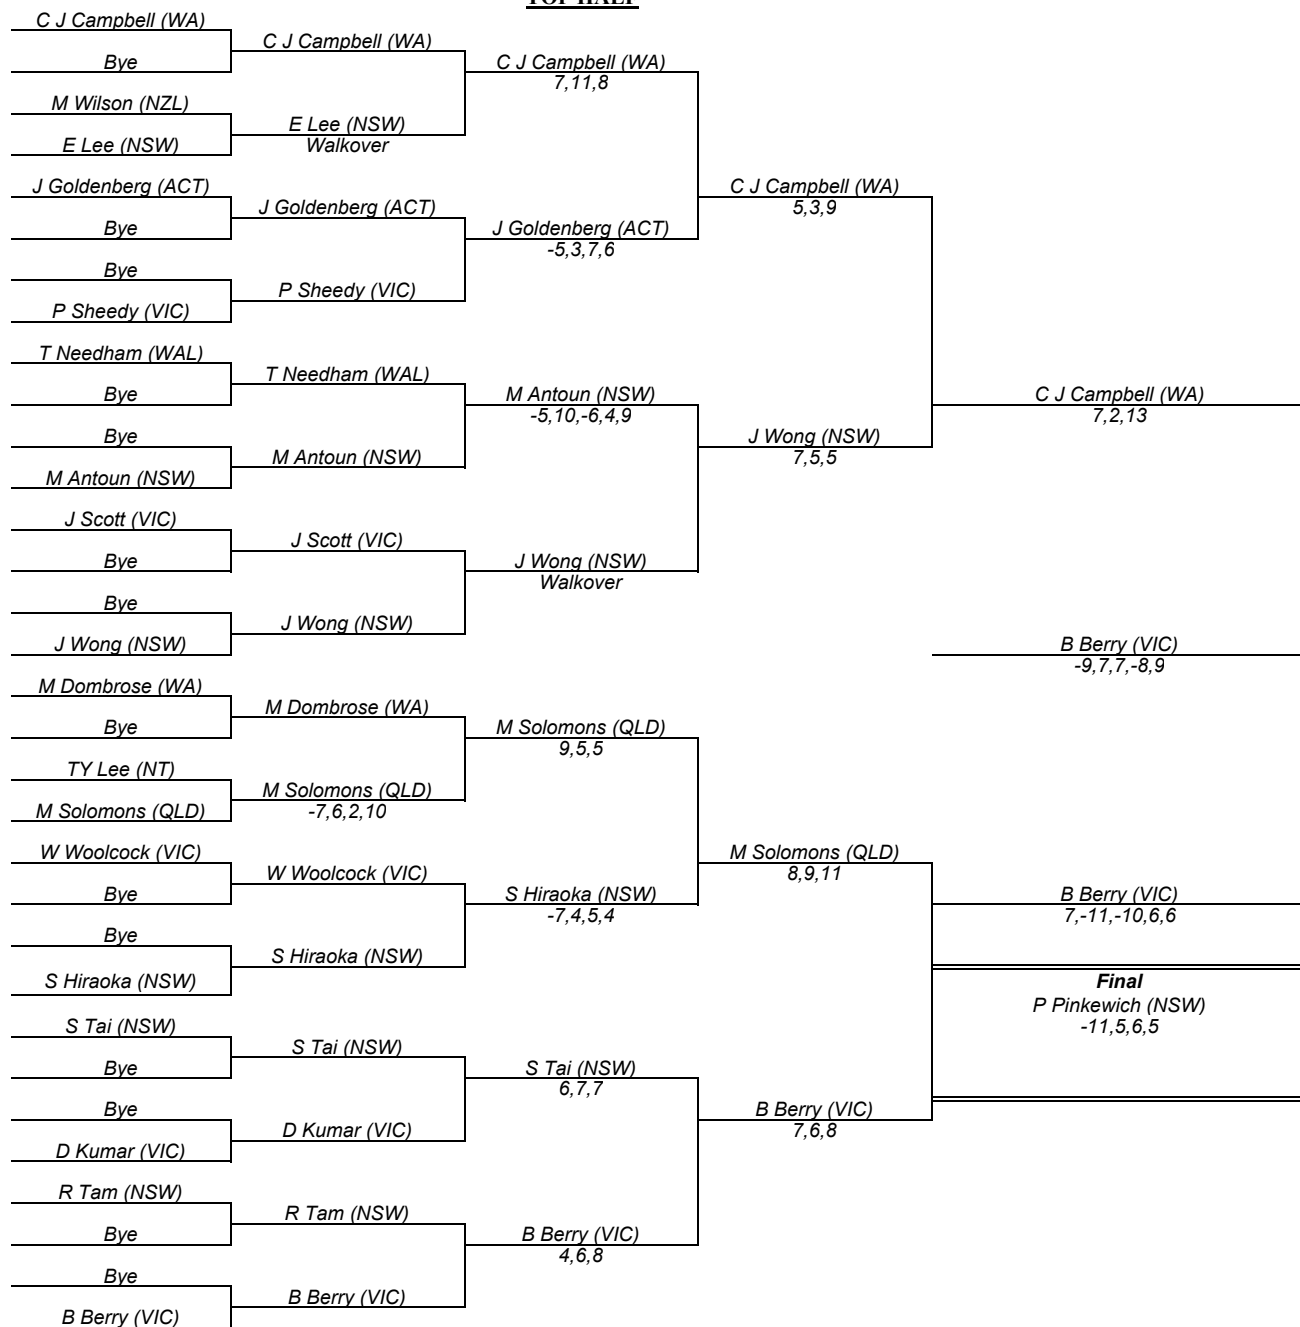 TOP HALF
C J Campbell (WA)
Bye
M Wilson (NZL)
E Lee (NSW)
J Goldenberg (ACT)
Bye
Bye
P Sheedy (VIC)
T Needham (WAL)
Bye
Bye
M Antoun (NSW)
J Scott (VIC)
Bye
Bye
J Wong (NSW)
M Dombrose (WA)
Bye
TY Lee (NT)
M Solomons (QLD)
W Woolcock (VIC)
Bye
Bye
S Hiraoka (NSW)
S Tai (NSW)
Bye
Bye
D Kumar (VIC)
R Tam (NSW)
Bye
Bye
B Berry (VIC)
C J Campbell (WA)
E Lee (NSW)
Walkover
J Goldenberg (ACT)
P Sheedy (VIC)
T Needham (WAL)
M Antoun (NSW)
J Scott (VIC)
J Wong (NSW)
M Dombrose (WA)
M Solomons (QLD)
-7,6,2,10
W Woolcock (VIC)
S Hiraoka (NSW)
S Tai (NSW)
D Kumar (VIC)
R Tam (NSW)
B Berry (VIC)
C J Campbell (WA)
7,11,8
J Goldenberg (ACT)
-5,3,7,6
M Antoun (NSW)
-5,10,-6,4,9
J Wong (NSW)
Walkover
M Solomons (QLD)
9,5,5
S Hiraoka (NSW)
-7,4,5,4
S Tai (NSW)
6,7,7
B Berry (VIC)
4,6,8
C J Campbell (WA)
5,3,9
J Wong (NSW)
7,5,5
M Solomons (QLD)
8,9,11
B Berry (VIC)
7,6,8
C J Campbell (WA)
7,2,13
B Berry (VIC)
-9,7,7,-8,9
B Berry (VIC)
7,-11,-10,6,6
Final
P Pinkewich (NSW)
-11,5,6,5